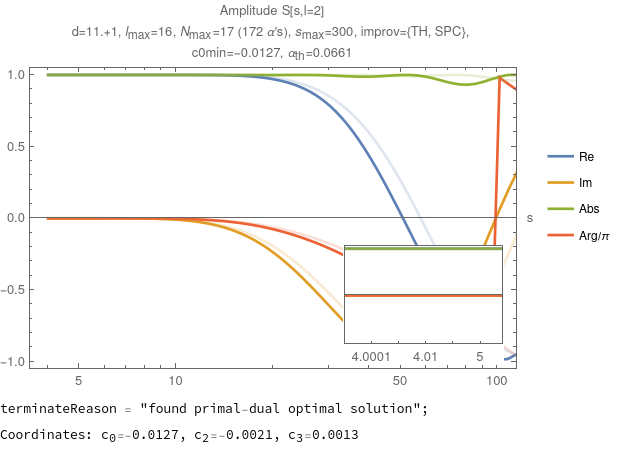 Amplitude S[s,l=2]
d=11.+1, lmax=16, Nmax=17 (172 α's), smax=300, improv={TH, SPC},
c0min=-0.0127, αth=0.0661
1.0
0.5
0.0
-0.5
-1.0
5
10
50
100
s
4.0001
4.01
5
Re
Im
Abs
Arg/π
terminateReason = "found primal-dual optimal solution";
Coordinates: c0=-0.0127, c2=-0.0021, c3=0.0013